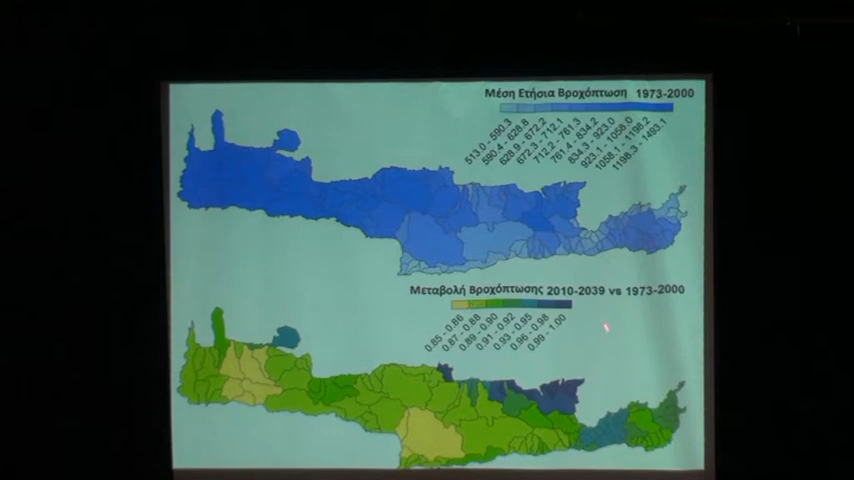 Μέση Ετήσια Βροχόπτωση 1973-2000
513.0 - 590.3
590.4 - 628.8
628.9 - 672.2
672.3 - 712.1
712.2 - 761.3
761.4 - 834.2
834.3 - 923.0
923.1 - 1058.0
1058.1 - 1198.2
1198.3 - 1493.1
Μεταβολή Βροχόπτωσης 2010-2039 vs 1973-2000
0.85 - 0.86
0.87 - 0.88
0.89 - 0.90
0.91 - 0.92
0.93 - 0.95
0.96 - 0.98
0.99 - 1.00